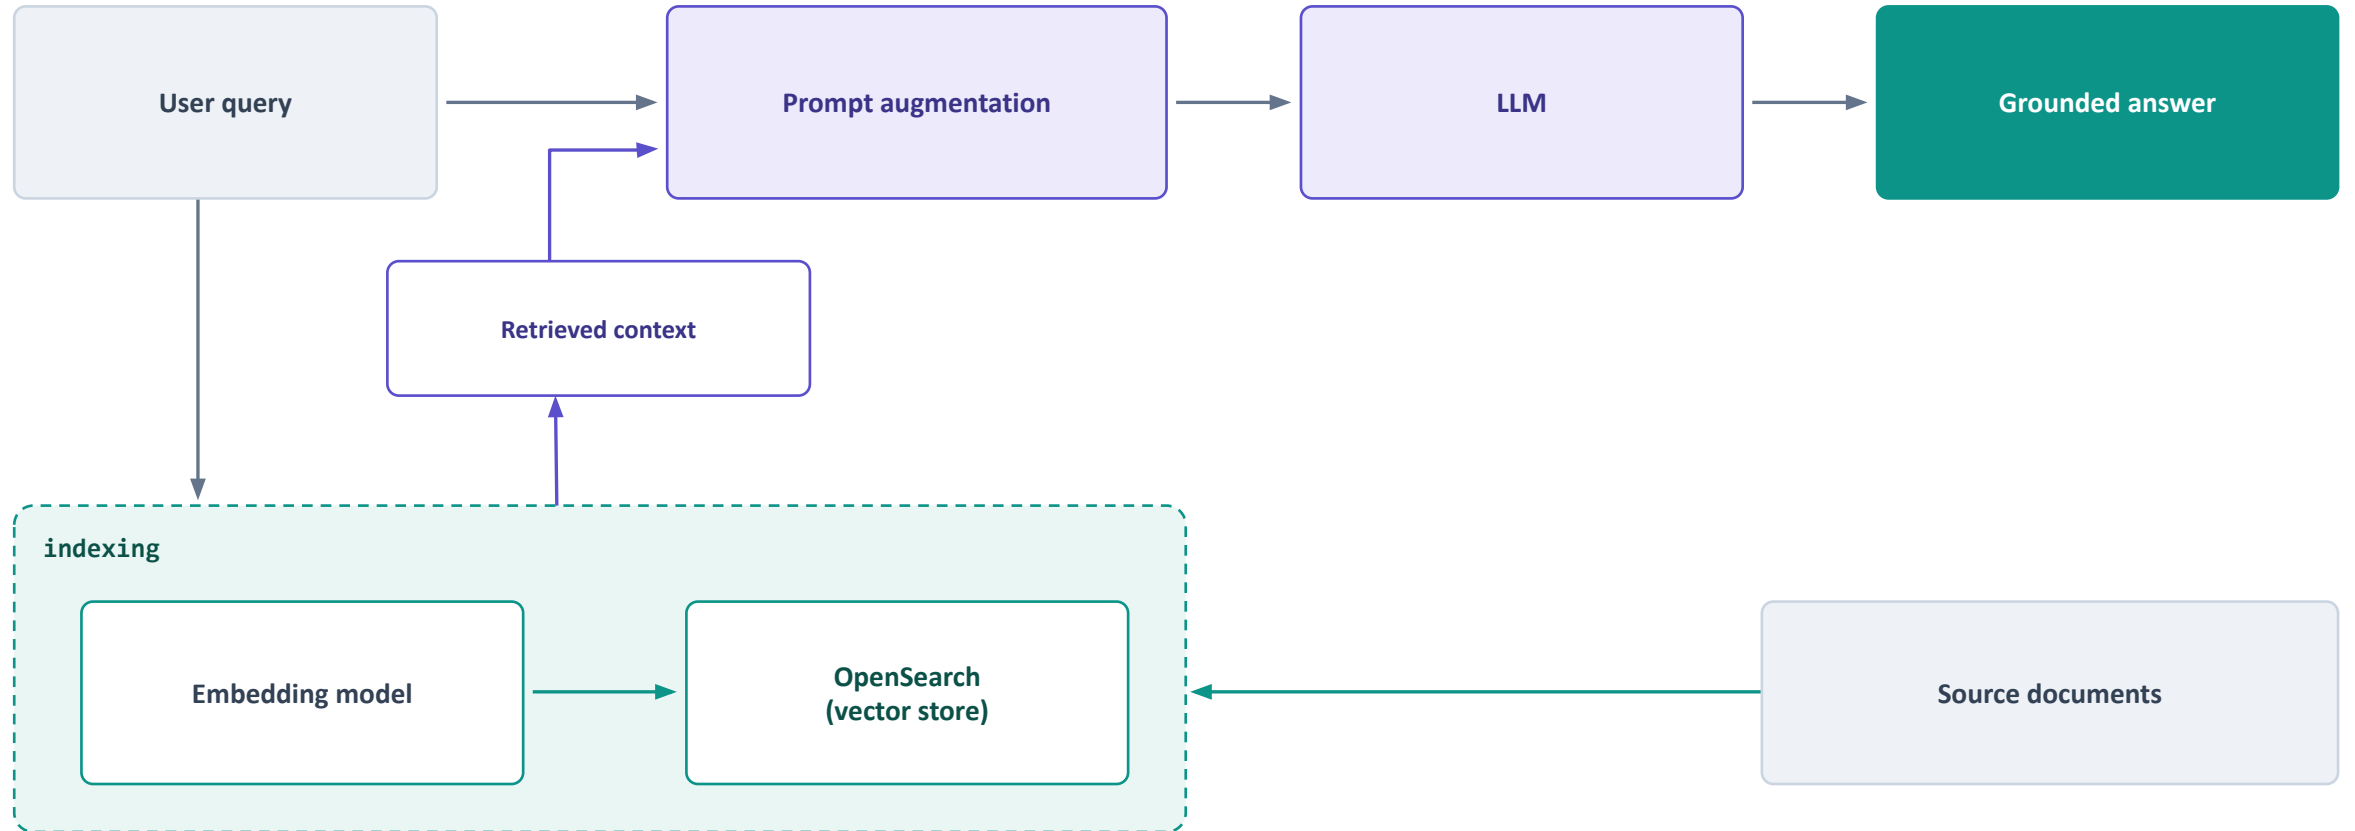 User query
Prompt augmentation
LLM
Grounded answer
Retrieved context
indexing
Embedding model
OpenSearch
(vector store)
Source documents